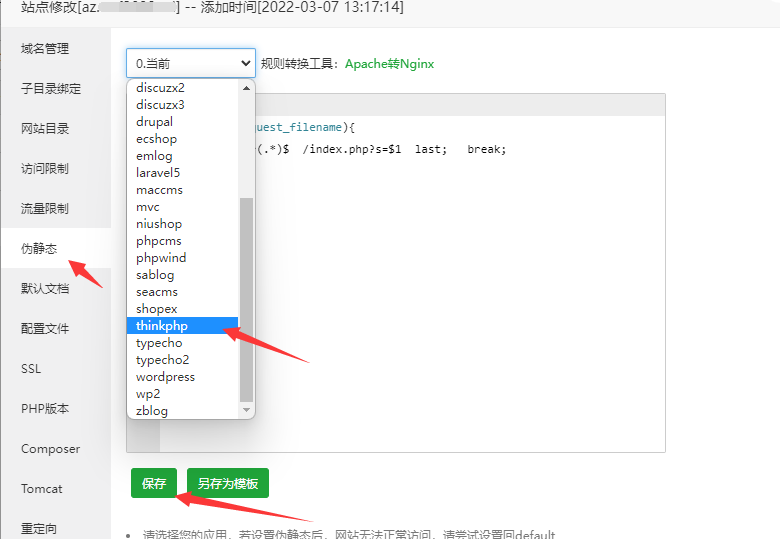 站点修改[az. ] -- 添加时间[2022-03-07 13:17:14]
域名管理
子目录绑定
网站目录
访问限制
流量限制
伪静态
默认文档
配置文件
SSL
PHP版本
Composer
Tomcat
重定向
0.当前
规则转换工具：Apache转Nginx
discuzx2
discuzx3
drupal
ecshop
emlog
laravel5
maccms
mvc
niushop
phpcms
phpwind
sablog
seacms
shopex
thinkphp
typecho
typecho2
wordpress
wp2
zblog
uest_filename){
(.*)$ /index.php?s=$1 last; break;
保存
另存为模板
请选择您的应用，若设置伪静态后，网站无法正常访问，请尝试设置回default